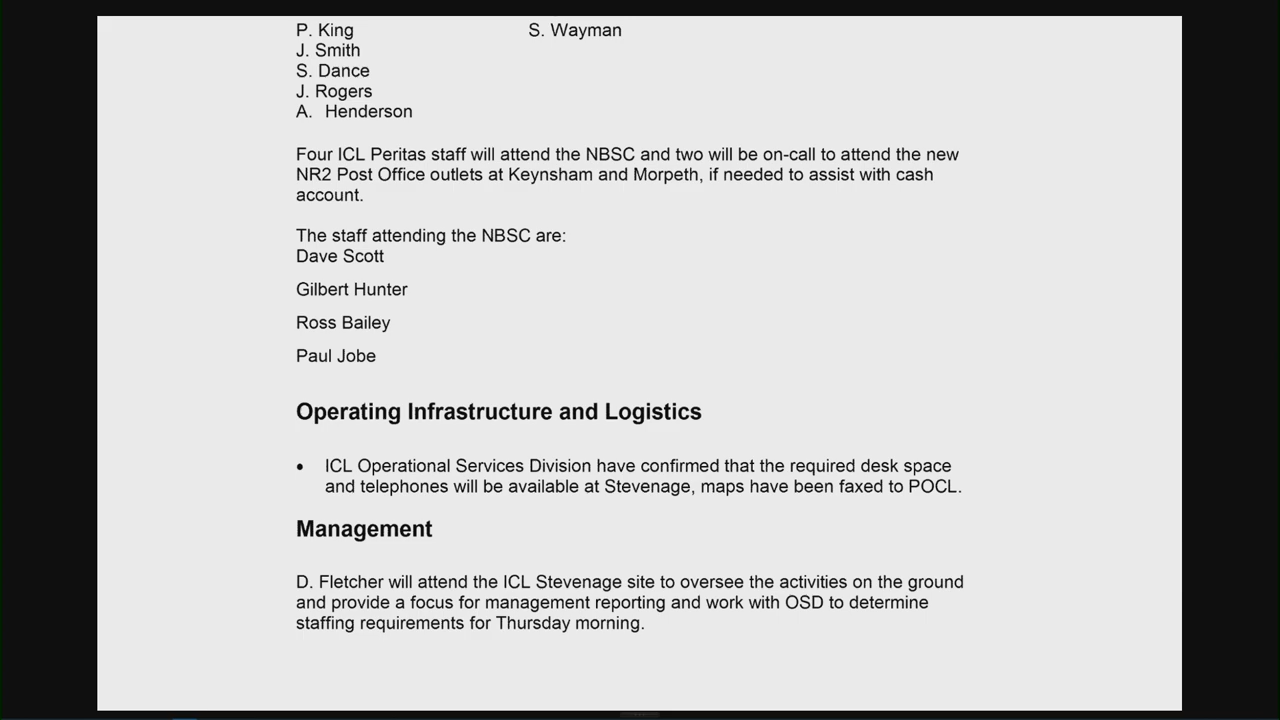 P. King S. Wayman
J. Smith
S. Dance
J. Rogers
A. Henderson
Four ICL Peritas staff will attend the NBSC and two will be on-call to attend the new
NR2 Post Office outlets at Keynsham and Morpeth, if needed to assist with cash
account.
The staff attending the NBSC are:
Dave Scott
Gilbert Hunter
Ross Bailey
Paul Jobe
Operating Infrastructure and Logistics
• ICL Operational Services Division have confirmed that the required desk space
and telephones will be available at Stevenage, maps have been faxed to POCL.
Management
D. Fletcher will attend the ICL Stevenage site to oversee the activities on the ground
and provide a focus for management reporting and work with OSD to determine
staffing requirements for Thursday morning.